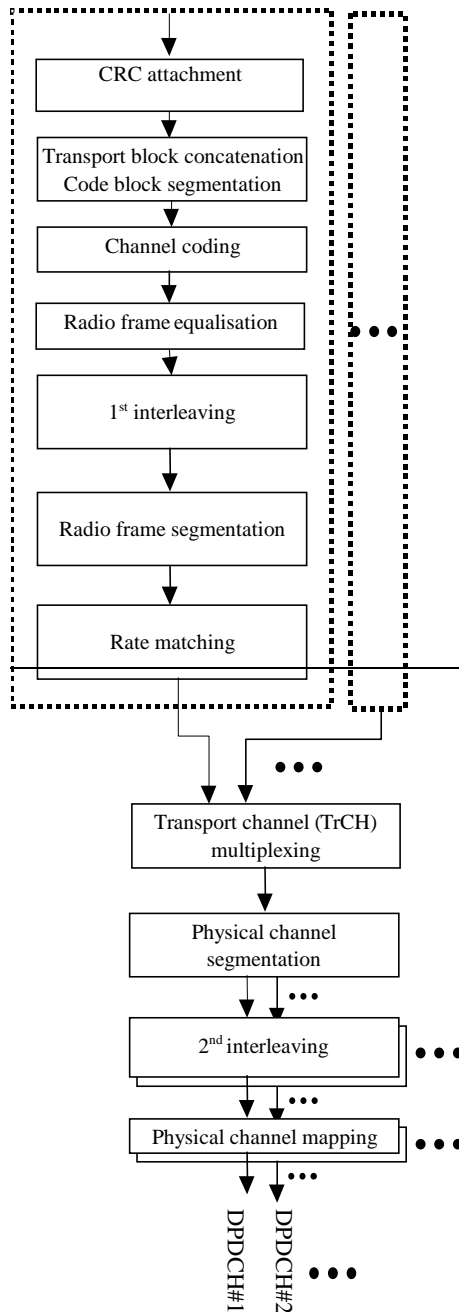 CRC attachment
Transport block concatenation
Code block segmentation
Channel coding
Radio frame equalisation
1st interleaving
Radio frame segmentation
Rate matching
Transport channel (TrCH)
multiplexing
Physical channel
segmentation
2nd interleaving
Physical channel mapping
DPDCH#1
DPDCH#2